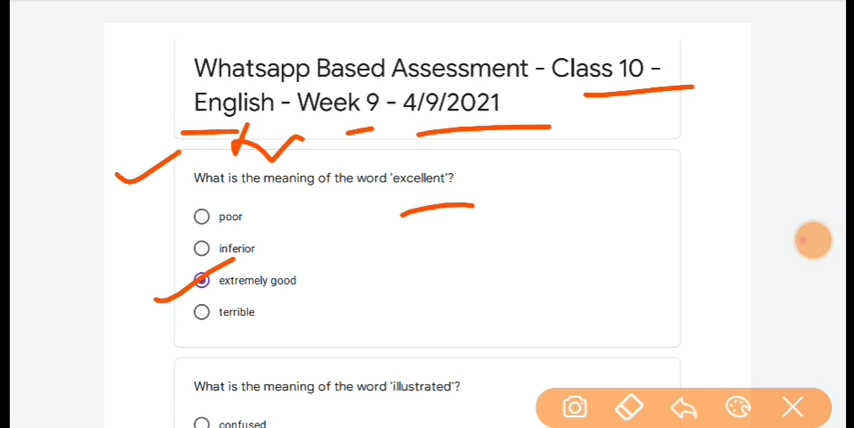 Whatsapp Based Assessment - Class 10 -
English - Week 9 - 4/9/2021
What is the meaning of the word 'excellent'?
poor
inferior
extremely good
terrible
What is the meaning of the word 'illustrated'?
confused